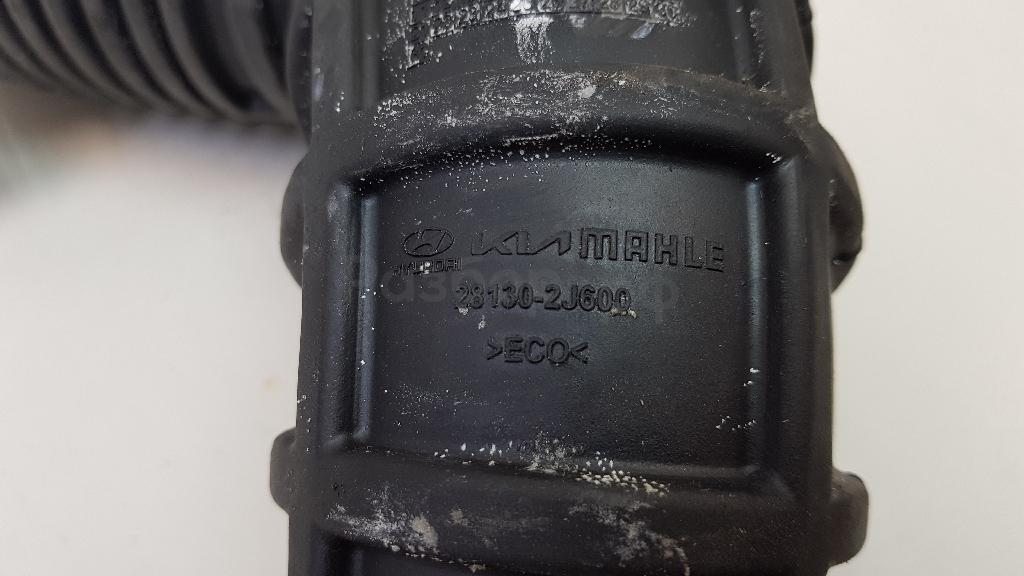 HYUNDAI KIA MAHLE
28130-2J600
>ECO<